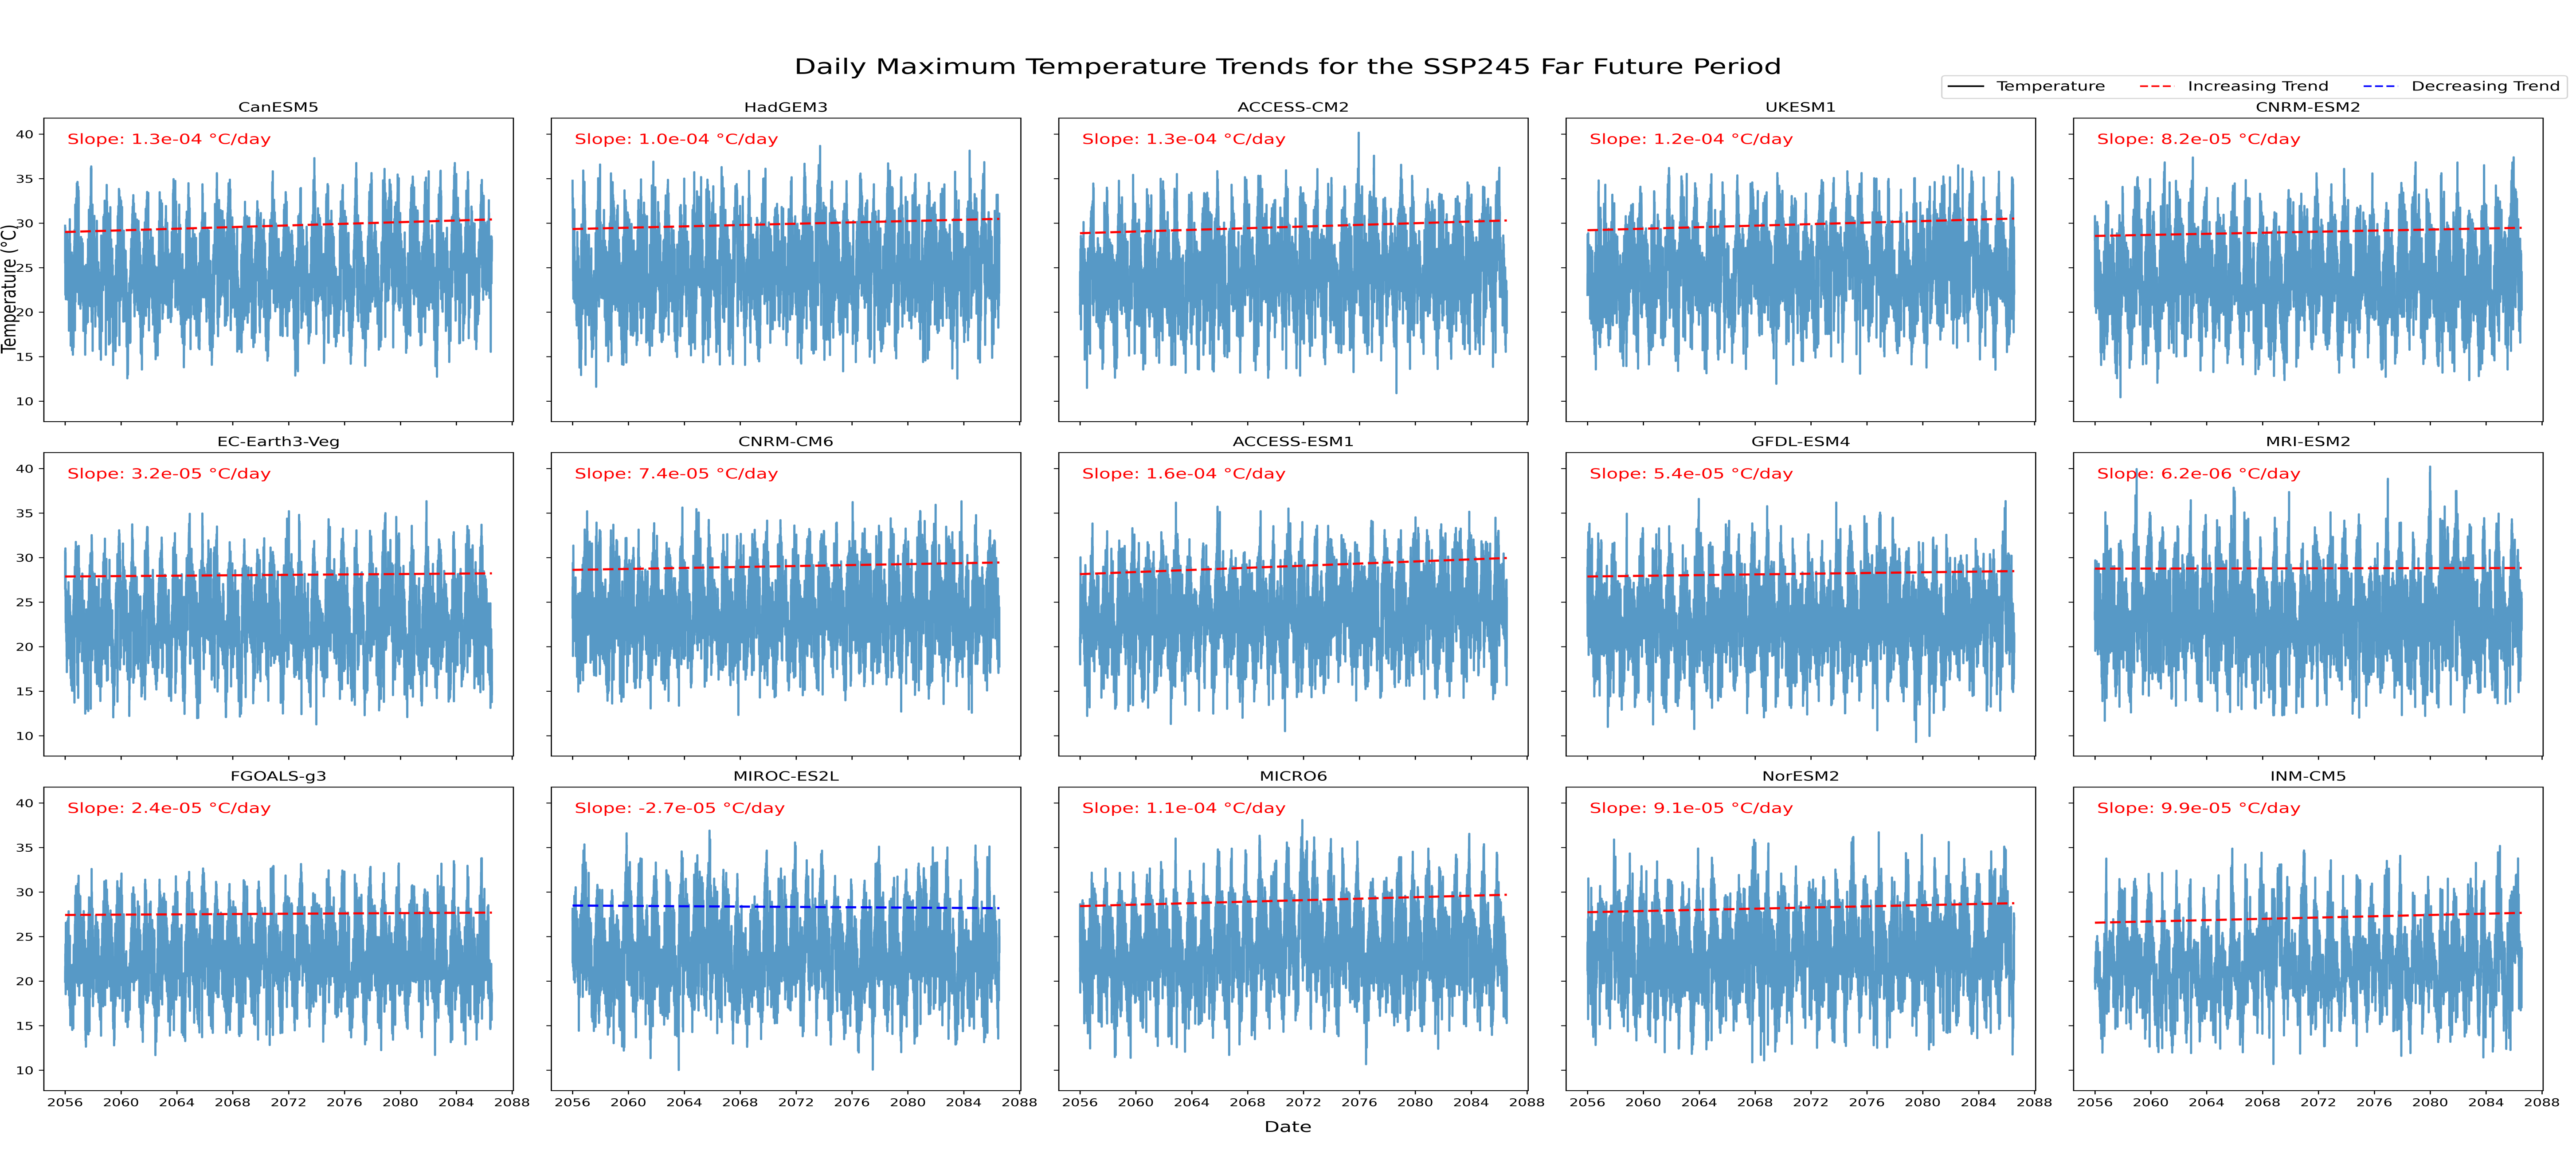 Daily Maximum Temperature Trends for the SSP245 Far Future Period
Temperature Increasing Trend Decreasing Trend
CanESM5 HadGEM3 ACCESS-CM2 UKESM1 CNRM-ESM2
Slope: 1.3e-04 °C/day Slope: 1.0e-04 °C/day Slope: 1.3e-04 °C/day Slope: 1.2e-04 °C/day Slope: 8.2e-05 °C/day
40
35
30
25
20
15
10
Temperature (°C)
EC-Earth3-Veg CNRM-CM6 ACCESS-ESM1 GFDL-ESM4 MRI-ESM2
Slope: 3.2e-05 °C/day Slope: 7.4e-05 °C/day Slope: 1.6e-04 °C/day Slope: 5.4e-05 °C/day Slope: 6.2e-06 °C/day
40
35
30
25
20
15
10
FGOALS-g3 MIROC-ES2L MICRO6 NorESM2 INM-CM5
Slope: 2.4e-05 °C/day Slope: -2.7e-05 °C/day Slope: 1.1e-04 °C/day Slope: 9.1e-05 °C/day Slope: 9.9e-05 °C/day
40
35
30
25
20
15
10
2056 2060 2064 2068 2072 2076 2080 2084 2088 2056 2060 2064 2068 2072 2076 2080 2084 2088 2056 2060 2064 2068 2072 2076 2080 2084 2088 2056 2060 2064 2068 2072 2076 2080 2084 2088 2056 2060 2064 2068 2072 2076 2080 2084 2088
Date